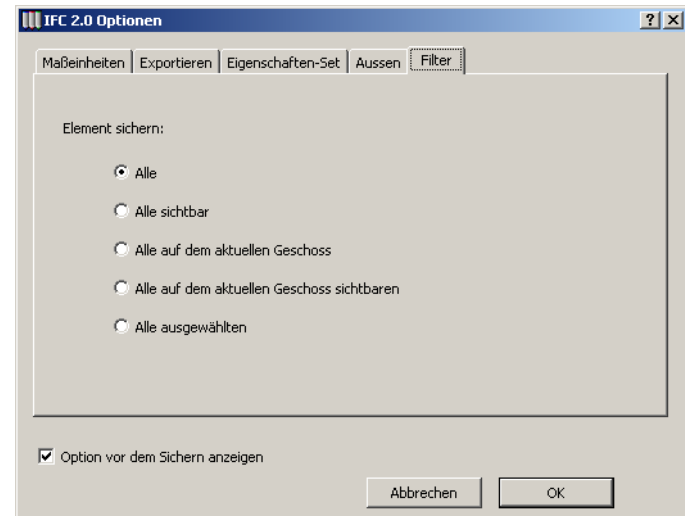 IFC 2.0 Optionen
Maßeinheiten Exportieren Eigenschaften-Set Aussen Filter
Element sichern:
Alle
Alle sichtbar
Alle auf dem aktuellen Geschoss
Alle auf dem aktuellen Geschoss sichtbaren
Alle ausgewählten
Option vor dem Sichern anzeigen
Abbrechen OK